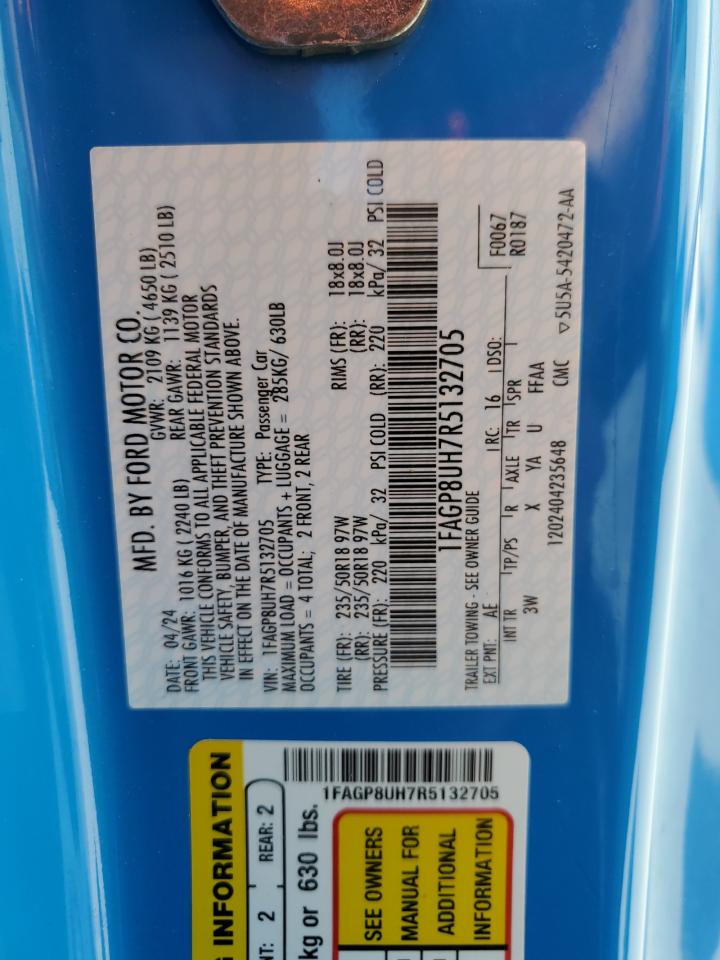 MFD. BY FORD MOTOR CO.
DATE: 04/24 GVWR: 2109 KG ( 4650 LB)
FRONT GAWR: 1016 KG ( 2240 LB) REAR GAWR: 1139 KG ( 2510 LB)
THIS VEHICLE CONFORMS TO ALL APPLICABLE FEDERAL MOTOR
VEHICLE SAFETY, BUMPER, AND THEFT PREVENTION STANDARDS
IN EFFECT ON THE DATE OF MANUFACTURE SHOWN ABOVE.
VIN: 1FAGP8UH7R5132705 TYPE: Passenger Car
MAXIMUM LOAD = OCCUPANTS + LUGGAGE = 285KG/ 630LB
OCCUPANTS = 4 TOTAL; 2 FRONT, 2 REAR
TIRE (FR): 235/50R18 97W RIMS (FR): 18x8.0J
(RR): 235/50R18 97W (RR): 18x8.0J
PRESSURE (FR): 220 kPa/ 32 PSI COLD (RR): 220 kPa/ 32 PSI COLD
1FAGP8UH7R5132705
TRAILER TOWING - SEE OWNER GUIDE
EXT PNT: AE RC: 16 DSO: F0067
R0187
INT TR TP/PS R AXLE TR SPR
3W X YA U FFAA
1202404235648 CMC ▽5U5A-5420472-AA
1FAGP8UH7R5132705
INFORMATION
2 REAR: 2
kg or 630 lbs.
SEE OWNERS
MANUAL FOR
ADDITIONAL
INFORMATION